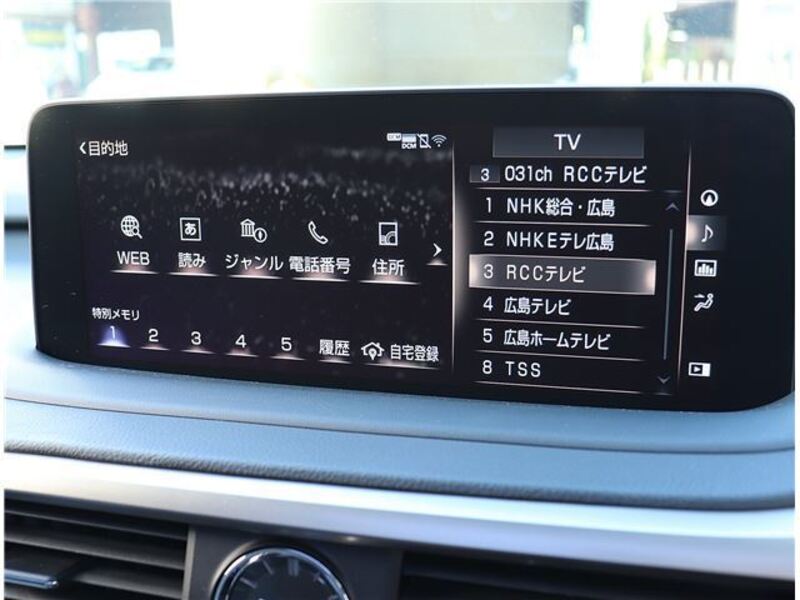 目的地
DCM
WEB
あ
読み
ジャンル
電話番号
住所
特別メモリ
1 2 3 4 5 履歴 自宅登録
TV
3 031ch RCCテレビ
1 NHK総合・広島
2 NHKEテレ広島
3 RCCテレビ
4 広島テレビ
5 広島ホームテレビ
8 TSS